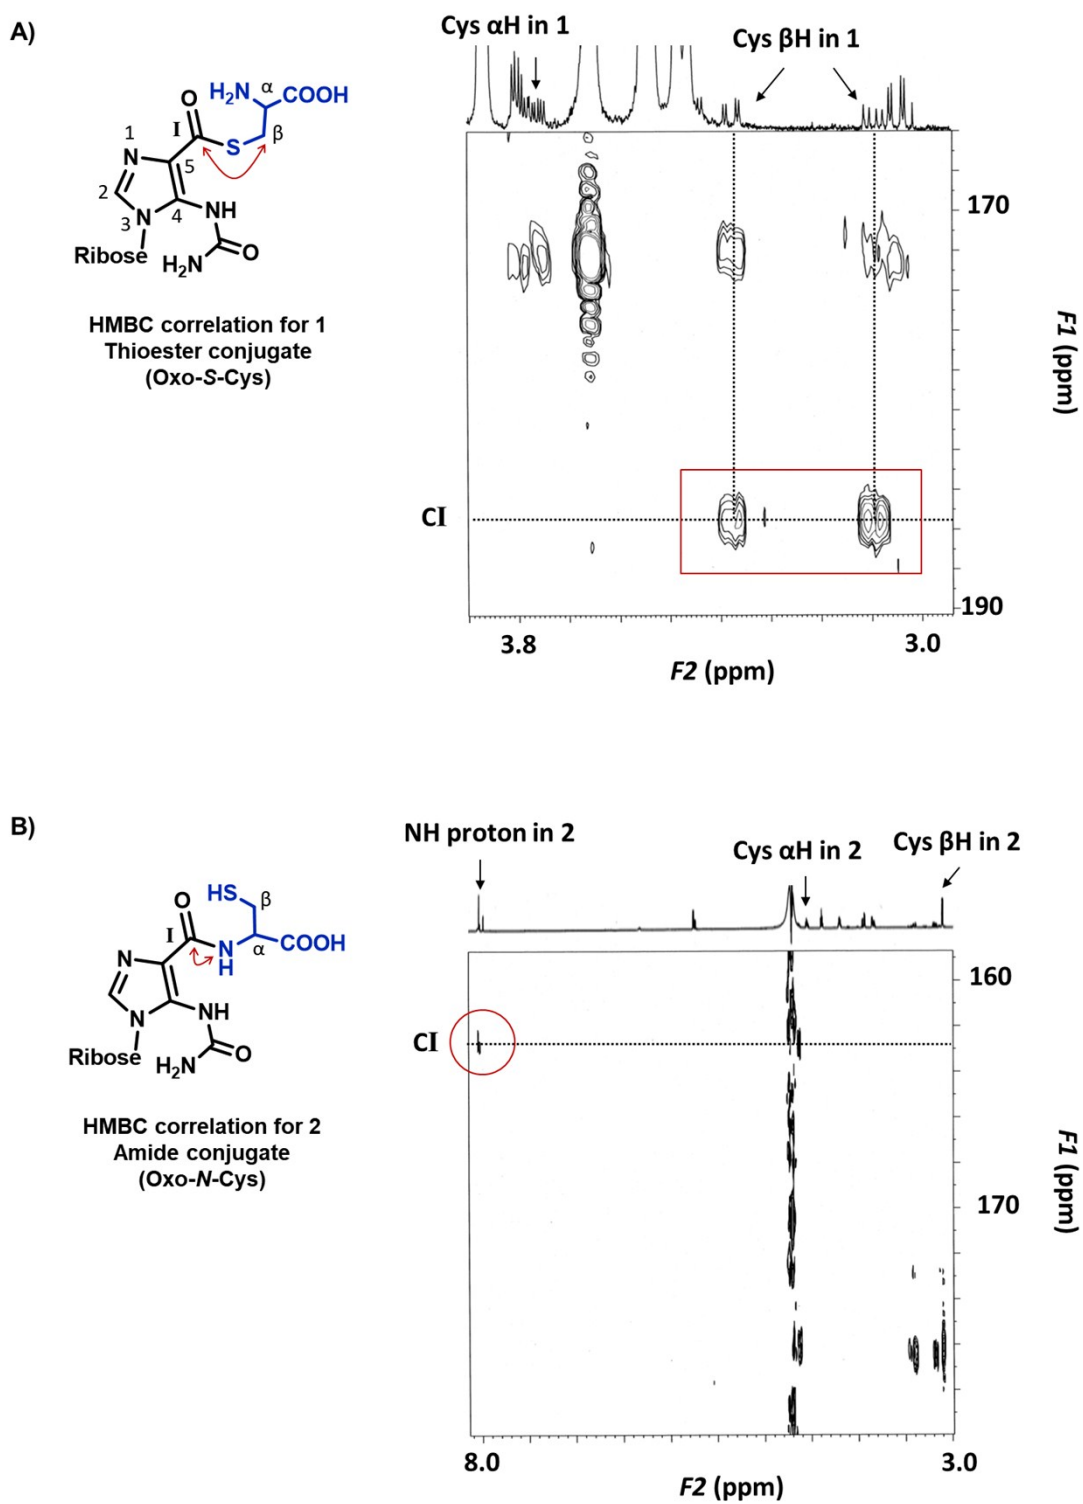 A)
Cys αH in 1
Cys βH in 1
H₂N
α
COOH
O
I
S
β
1
N
5
2
3
N
4
NH
Ribose
H₂N
O
HMBC correlation for 1
Thioester conjugate
(Oxo-S-Cys)
170
CI
190
F1 (ppm)
3.8
3.0
F2 (ppm)
B)
NH proton in 2
Cys αH in 2
Cys βH in 2
HS
β
O
I
N
H
α
COOH
N
N
NH
Ribose
H₂N
O
HMBC correlation for 2
Amide conjugate
(Oxo-N-Cys)
160
CI
170
F1 (ppm)
8.0
3.0
F2 (ppm)